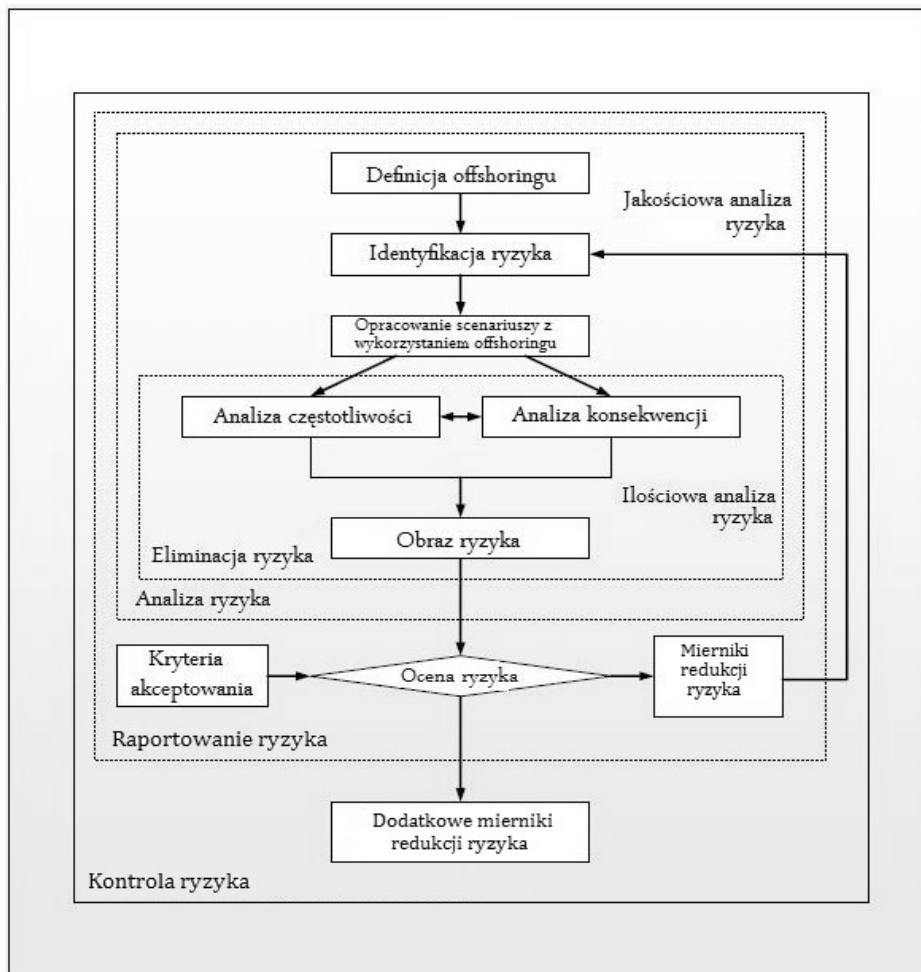 Definicja offshoringu
Jakościowa analiza
ryzyka
Identyfikacja ryzyka
Opracowanie scenariuszy z
wykorzystaniem offshoringu
Analiza częstotliwości
Analiza konsekwencji
Ilościowa analiza
ryzyka
Obraz ryzyka
Eliminacja ryzyka
Analiza ryzyka
Kryteria
akceptowania
Ocena ryzyka
Mierniki
redukcji
ryzyka
Raportowanie ryzyka
Dodatkowe mierniki
redukcji ryzyka
Kontrola ryzyka